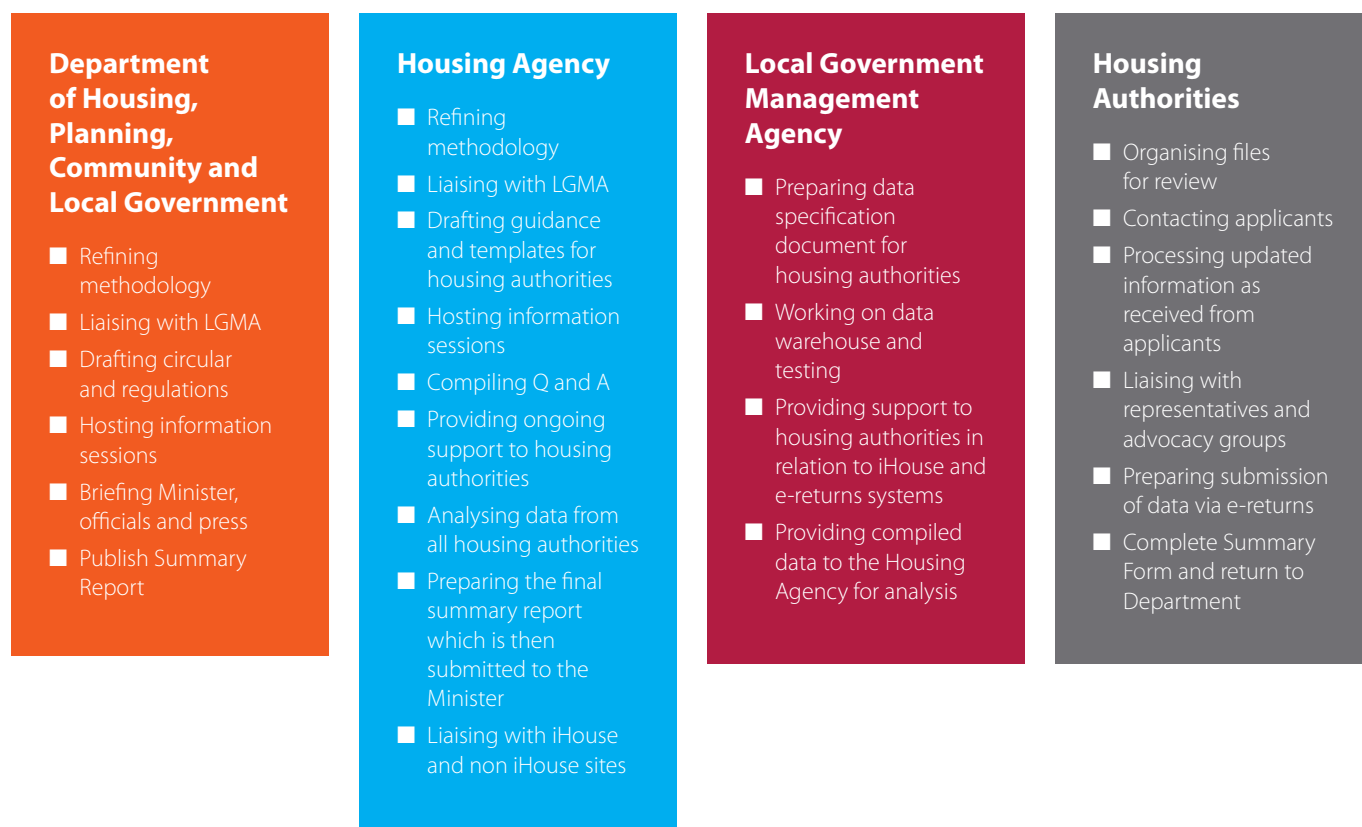 Department
of Housing,
Planning,
Community and
Local Government
Refining
methodology
Liaising with LGMA
Drafting circular
and regulations
Hosting information
sessions
Briefing Minister,
officials and press
Publish Summary
Report
Housing Agency
Refining
methodology
Liaising with LGMA
Drafting guidance
and templates for
housing authorities
Hosting information
sessions
Compiling Q and A
Providing ongoing
support to housing
authorities
Analysing data from
all housing authorities
Preparing the final
summary report
which is then
submitted to the
Minister
Liaising with iHouse
and non iHouse sites
Local Government
Management
Agency
Preparing data
specification
document for
housing authorities
Working on data
warehouse and
testing
Providing support to
housing authorities in
relation to iHouse and
e-returns systems
Providing compiled
data to the Housing
Agency for analysis
Housing
Authorities
Organising files
for review
Contacting applicants
Processing updated
information as
received from
applicants
Liaising with
representatives and
advocacy groups
Preparing submission
of data via e-returns
Complete Summary
Form and return to
Department